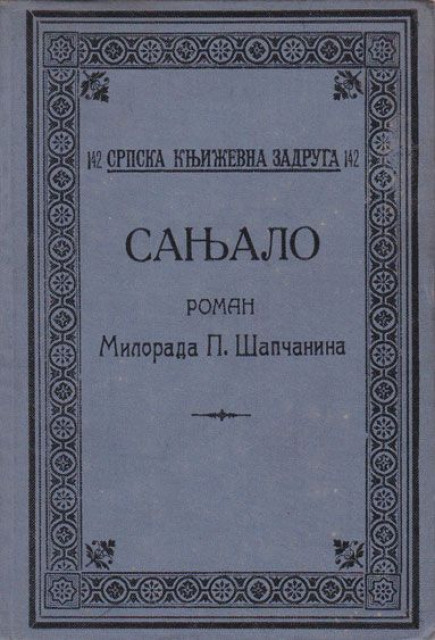 142 СРПСКА КЊИЖЕВНА ЗАДРУГА 142
САЊАЛО
РОМАН
Милорада П. Шапчанина